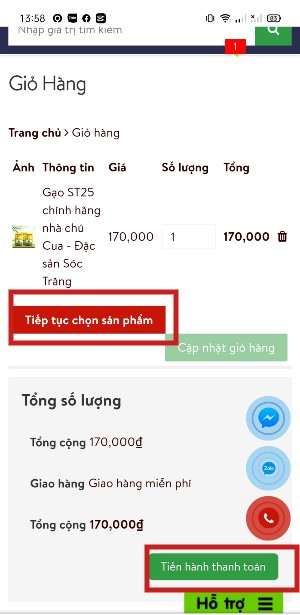 13:58
83
Nhập giá trị tìm kiếm
1
Giỏ Hàng
Trang chủ > Giỏ hàng
Ảnh Thông tin Giá Số lượng Tổng
Gạo ST25
chính hãng
nhà chú
Cua - Đặc
sản Sóc
Trăng
170,000 1 170,000
Tiếp tục chọn sản phẩm
Cập nhật giỏ hàng
Tổng số lượng
Tổng cộng 170,000₫
Giao hàng Giao hàng miễn phí
Zalo
Tổng cộng 170,000₫
Tiến hành thanh toán
Hỗ trợ